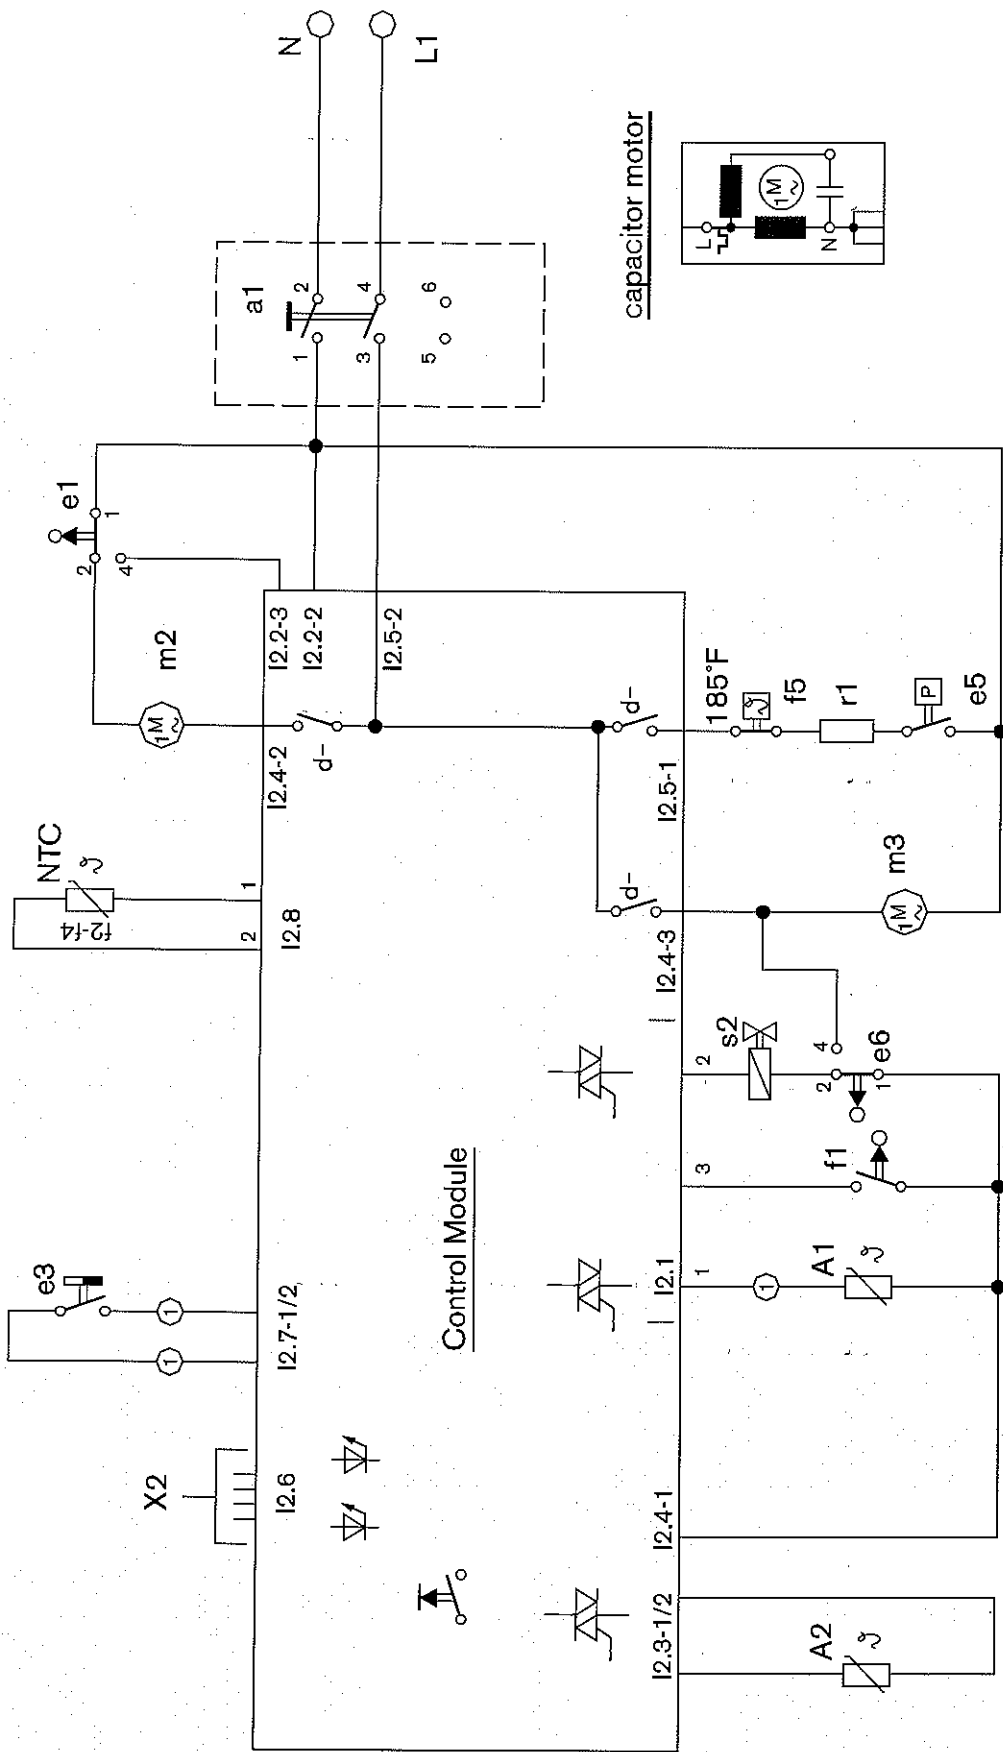 N
L1
capacitor motor
L
1M
N
a1
1
2
3
4
5
6
e1
1
2
4
m2
1M
NTC
f2-f4
1
2
e3
1
1
X2
I2.2-3
I2.2-2
I2.5-2
I2.4-2
d-
I2.8
I2.7-1/2
I2.6
Control Module
d-
d-
I2.5-1
I2.4-3
I2.1
I2.4-1
I2.3-1/2
185°F
f5
r1
P
e5
m3
1M
2
s2
4
2
1
e6
3
f1
1
1
A1
A2